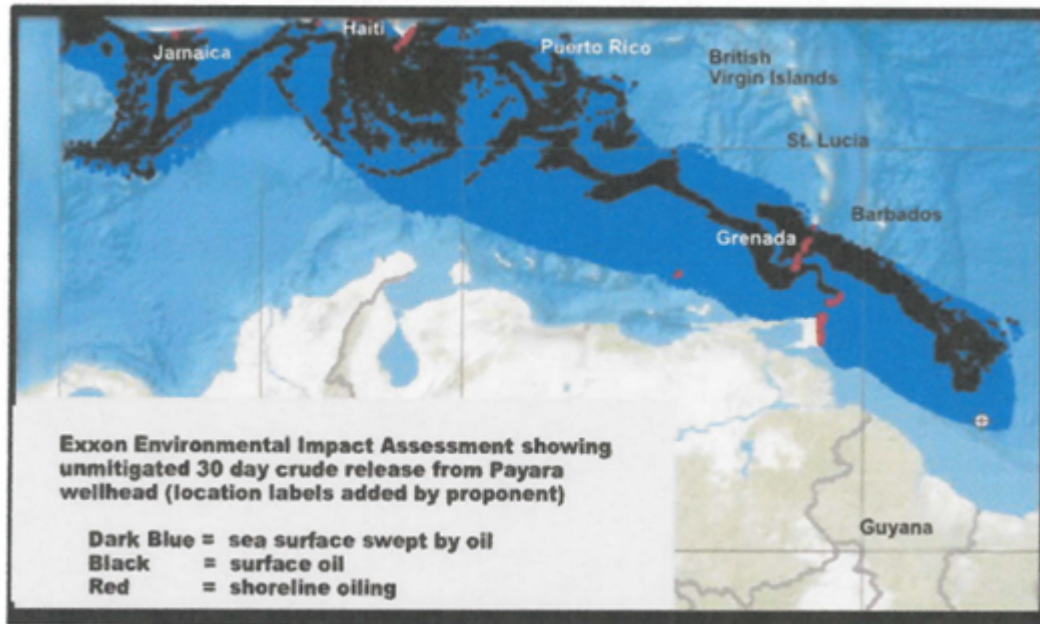 Haiti
Jamaica
Puerto Rico
British
Virgin Islands
St. Lucia
Barbados
Grenada
Exxon Environmental Impact Assessment showing
unmitigated 30 day crude release from Payara
wellhead (location labels added by proponent)
Dark Blue = sea surface swept by oil
Black = surface oil
Red = shoreline oiling
Guyana